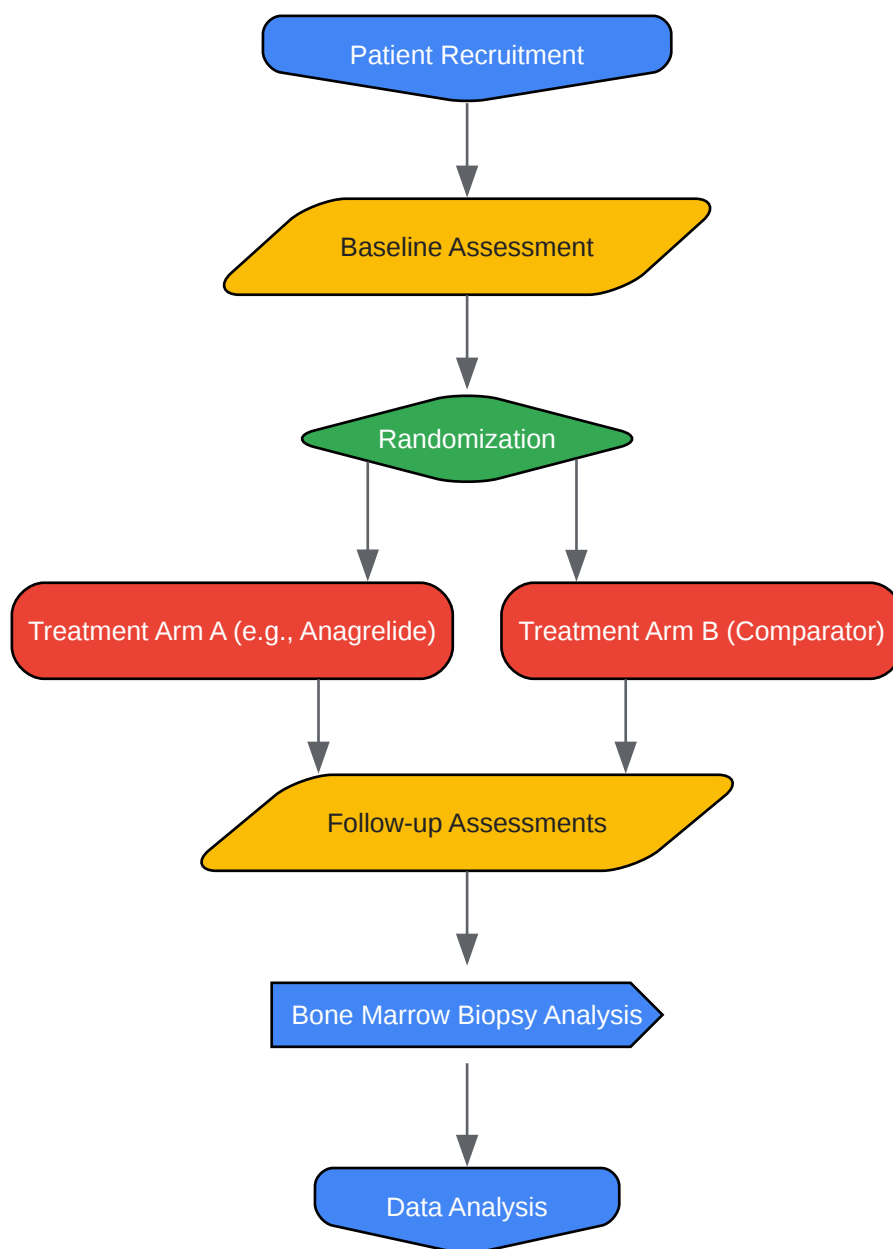 Patient Recruitment
Baseline Assessment
Randomization
Treatment Arm A (e.g., Anagrelide)
Treatment Arm B (Comparator)
Follow-up Assessments
Bone Marrow Biopsy Analysis
Data Analysis